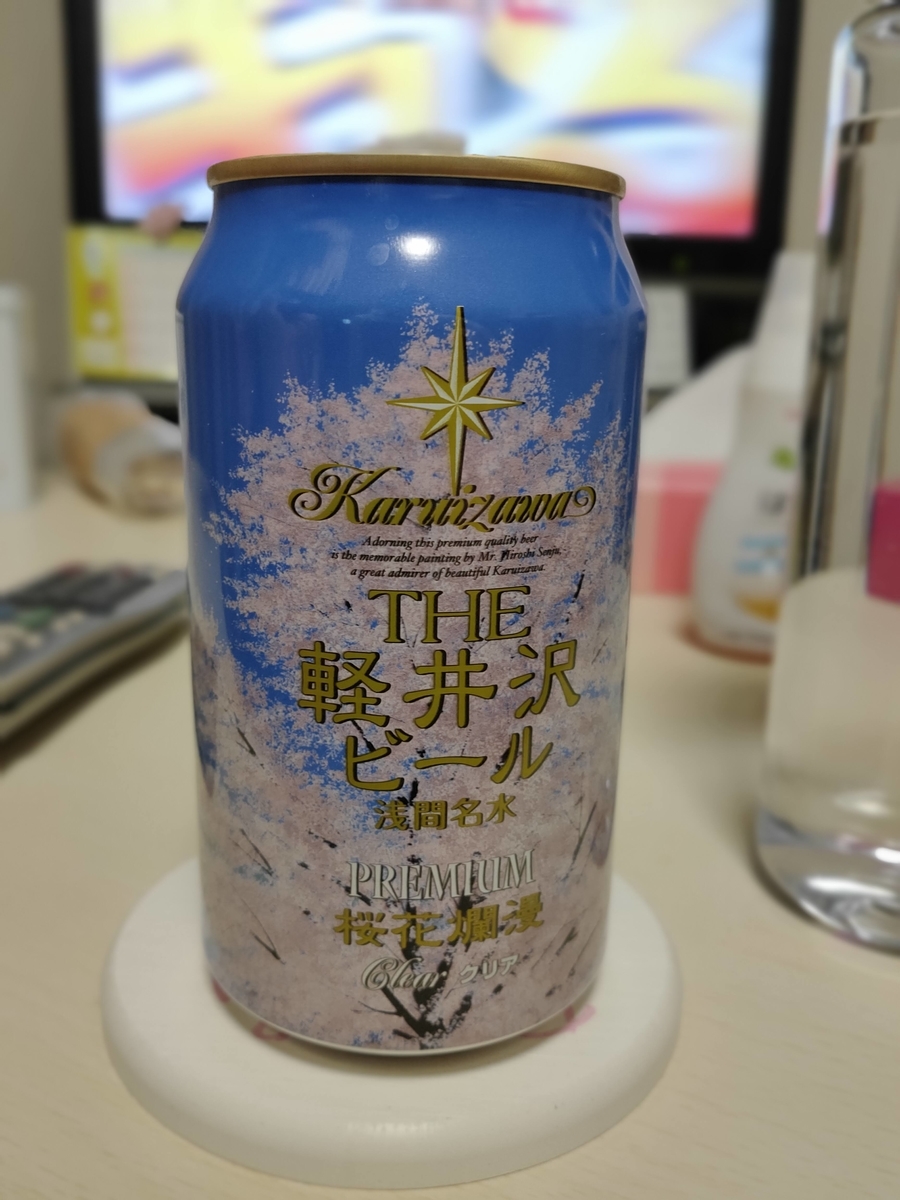 Karuizawa
Adorning this premium quality beer
is the memorable painting by Mr. Hiroshi Senju,
a great admirer of beautiful Karuizawa.
THE
軽井沢
ビール
浅間名水
PREMIUM
桜花爛漫
Clear クリア